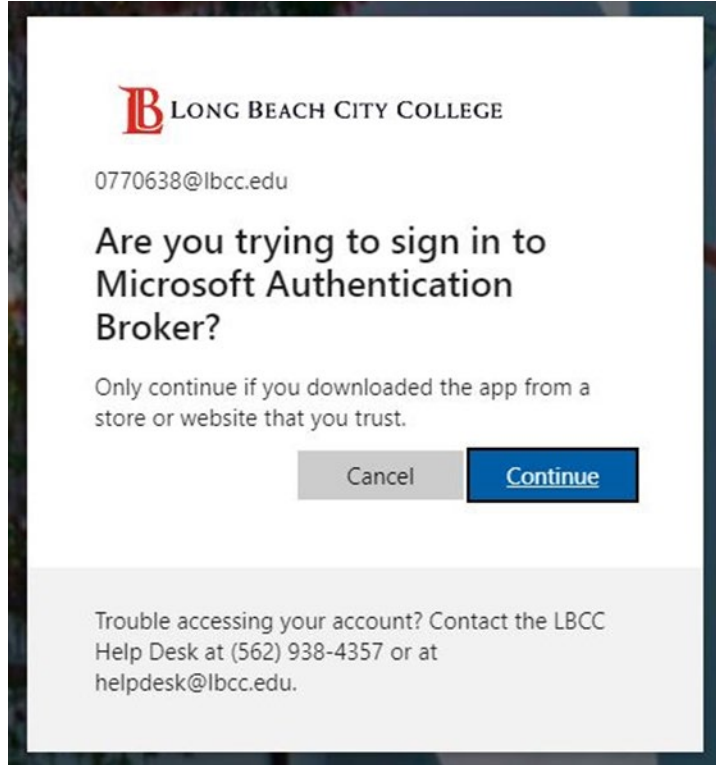 LONG BEACH CITY COLLEGE
0770638@lbcc.edu
Are you trying to sign in to
Microsoft Authentication
Broker?
Only continue if you downloaded the app from a
store or website that you trust.
Cancel Continue
Trouble accessing your account? Contact the LBCC
Help Desk at (562) 938-4357 or at
helpdesk@lbcc.edu.